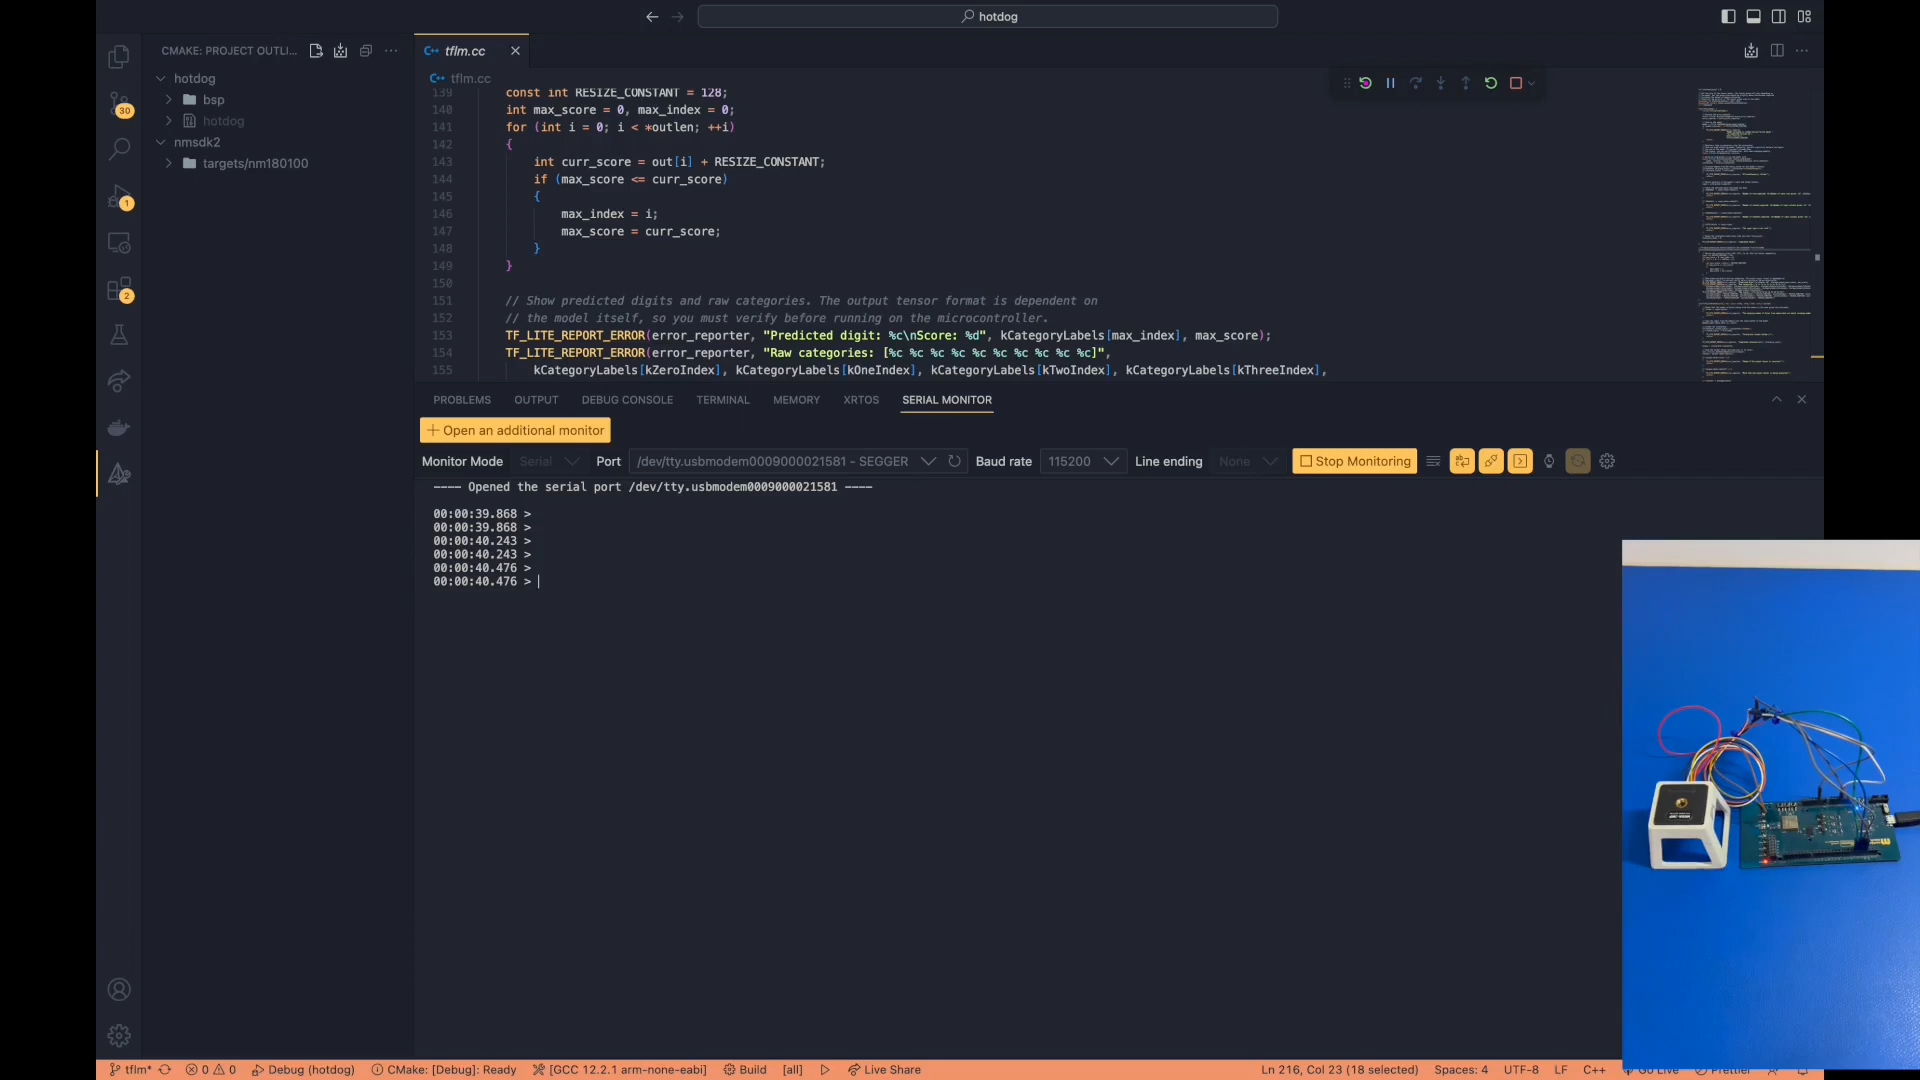 hotdog
CMAKE: PROJECT OUTLI...
hotdog
bsp
hotdog
nmsdk2
targets/nm180100
30
1
2
tflm.cc
tflm.cc
139 const int RESIZE_CONSTANT = 128;
140 int max_score = 0, max_index = 0;
141 for (int i = 0; i < *outlen; ++i)
142 {
143 int curr_score = out[i] + RESIZE_CONSTANT;
144 if (max_score <= curr_score)
145 {
146 max_index = i;
147 max_score = curr_score;
148 }
149 }
150
151 // Show predicted digits and raw categories. The output tensor format is dependent on
152 // the model itself, so you must verify before running on the microcontroller.
153 TF_LITE_REPORT_ERROR(error_reporter, "Predicted digit: %c\nScore: %d", kCategoryLabels[max_index], max_score);
154 TF_LITE_REPORT_ERROR(error_reporter, "Raw categories: [%c %c %c %c %c %c %c %c %c %c]",
155 kCategoryLabels[kZeroIndex], kCategoryLabels[kOneIndex], kCategoryLabels[kTwoIndex], kCategoryLabels[kThreeIndex],
PROBLEMS OUTPUT DEBUG CONSOLE TERMINAL MEMORY XRTOS SERIAL MONITOR
Open an additional monitor
Monitor Mode Serial Port /dev/tty.usbmodem0009000021581 - SEGGER Baud rate 115200 Line ending None Stop Monitoring
---- Opened the serial port /dev/tty.usbmodem0009000021581 ----
00:00:39.868 >
00:00:39.868 >
00:00:40.243 >
00:00:40.243 >
00:00:40.476 >
00:00:40.476 >
tflm* 0 0 Debug (hotdog) CMake: [Debug]: Ready [GCC 12.2.1 arm-none-eabi] Build [all] Live Share Ln 216, Col 23 (18 selected) Spaces: 4 UTF-8 LF C++ Go Live Prettier